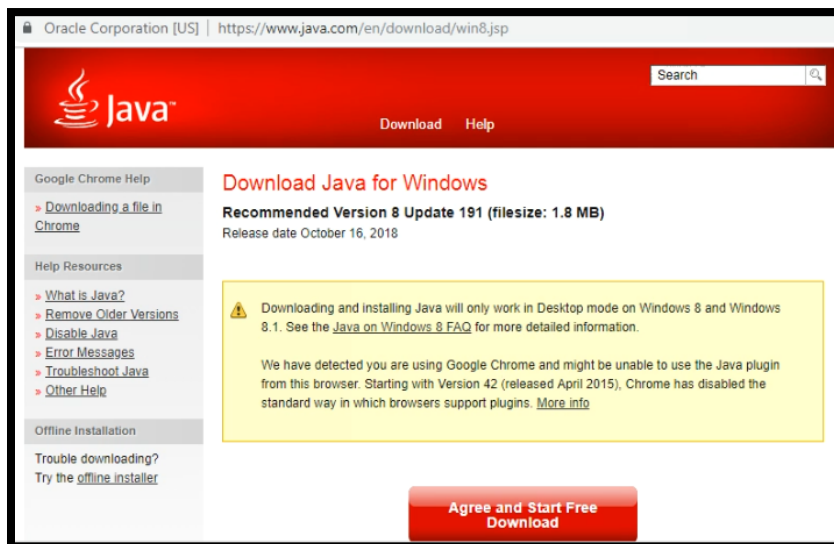 Oracle Corporation [US] | https://www.java.com/en/download/win8.jsp
Search
Java™
Download Help
Google Chrome Help
» Downloading a file in
Chrome
Help Resources
» What is Java?
» Remove Older Versions
» Disable Java
» Error Messages
» Troubleshoot Java
» Other Help
Offline Installation
Trouble downloading?
Try the offline installer
Download Java for Windows
Recommended Version 8 Update 191 (filesize: 1.8 MB)
Release date October 16, 2018
Downloading and installing Java will only work in Desktop mode on Windows 8 and Windows
8.1. See the Java on Windows 8 FAQ for more detailed information.
We have detected you are using Google Chrome and might be unable to use the Java plugin
from this browser. Starting with Version 42 (released April 2015), Chrome has disabled the
standard way in which browsers support plugins. More info
Agree and Start Free
Download